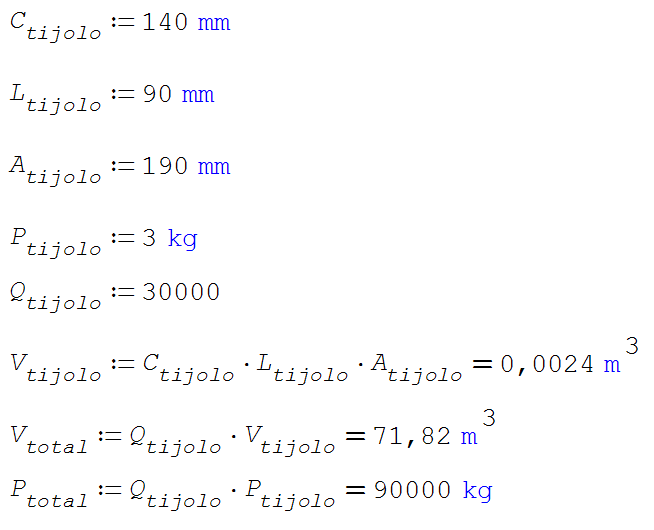 C_tijolo := 140 mm
L_tijolo := 90 mm
A_tijolo := 190 mm
P_tijolo := 3 kg
Q_tijolo := 30000
V_tijolo := C_tijolo · L_tijolo · A_tijolo = 0,0024 m^3
V_total := Q_tijolo · V_tijolo = 71,82 m^3
P_total := Q_tijolo · P_tijolo = 90000 kg